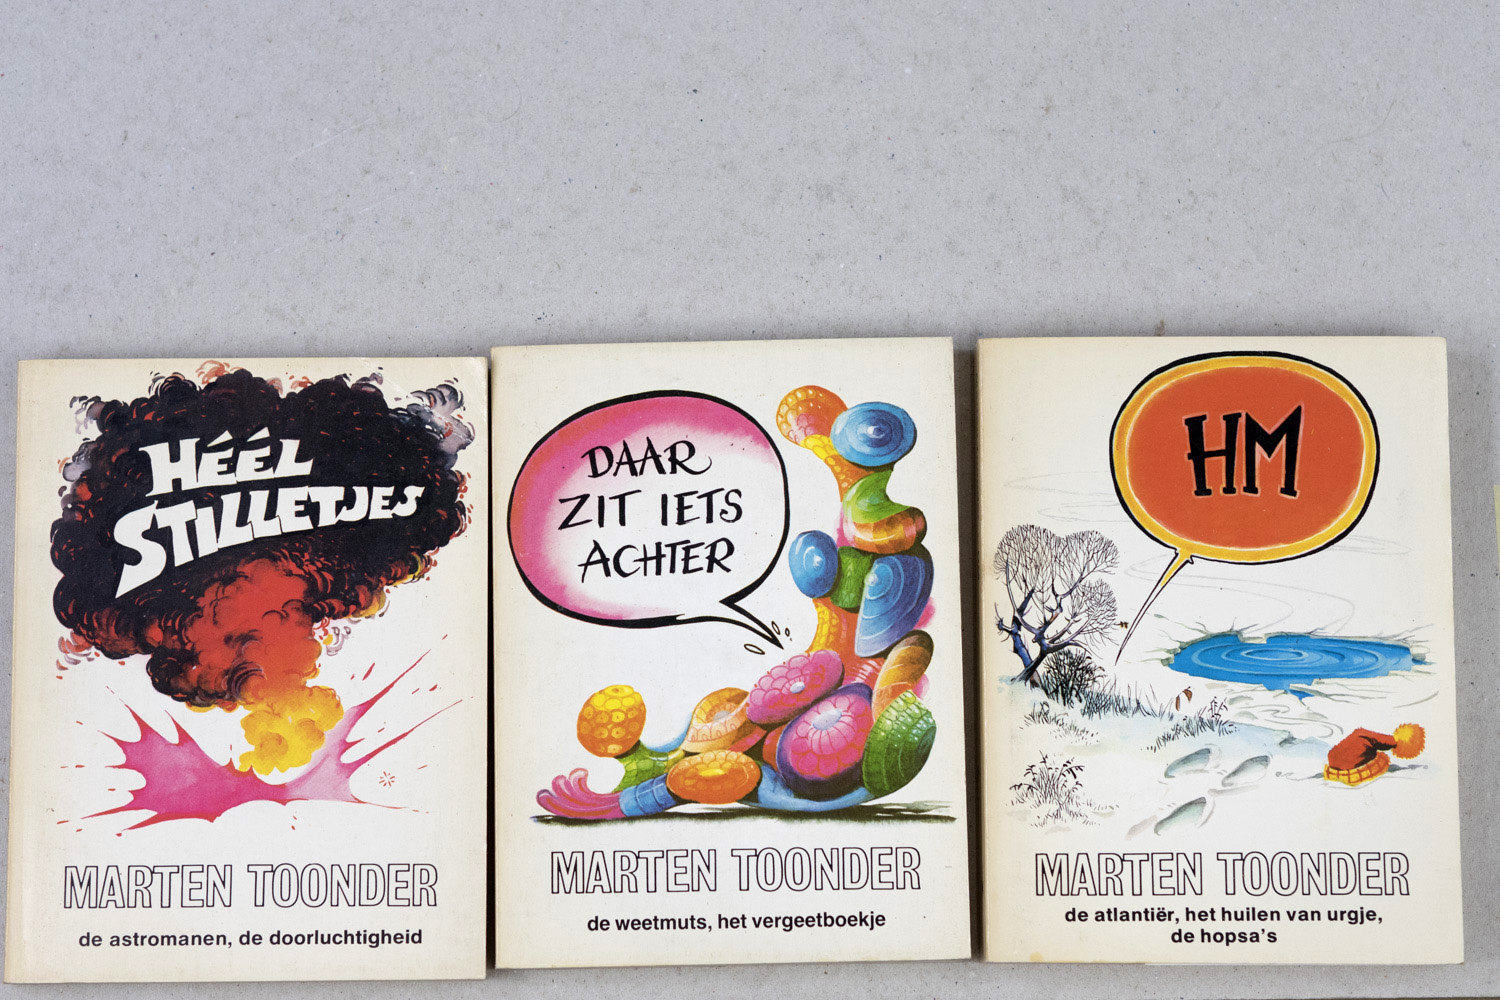 HÉÉL
STILLETJES
MARTEN TOONDER
de astromanen, de doorluchtigheid
DAAR
ZIT IETS
ACHTER
MARTEN TOONDER
de weetmuts, het vergeetboekje
HM
MARTEN TOONDER
de atlantiër, het huilen van urgje,
de hopsa's